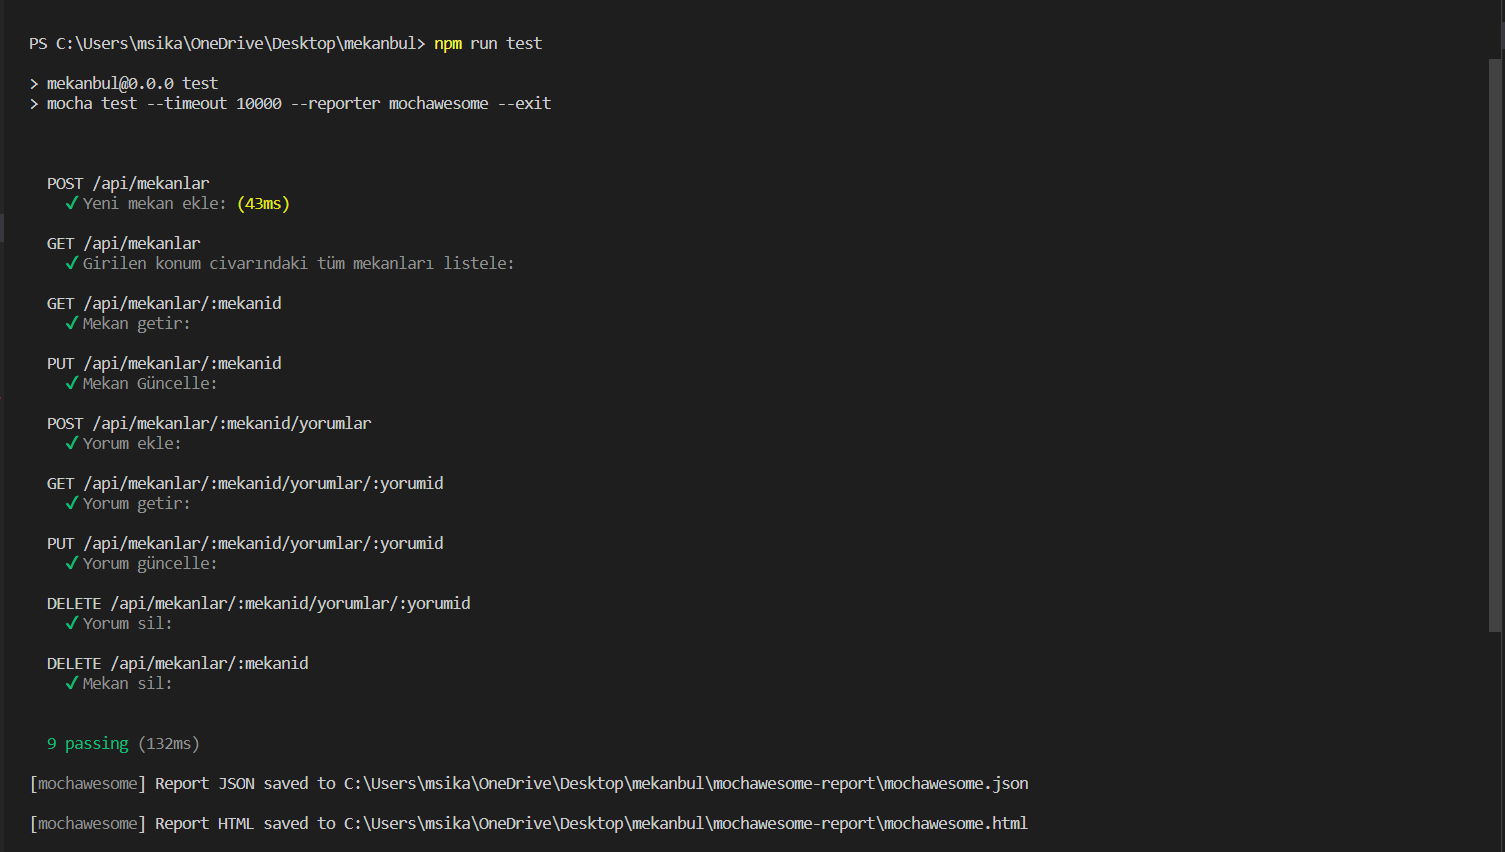 PS C:\Users\msika\OneDrive\Desktop\mekanbul> npm run test
> mekanbul@0.0.0 test
> mocha test --timeout 10000 --reporter mochawesome --exit
POST /api/mekanlar
✓ Yeni mekan ekle: (43ms)
GET /api/mekanlar
✓ Girilen konum civarındaki tüm mekanları listele:
GET /api/mekanlar/:mekanid
✓ Mekan getir:
PUT /api/mekanlar/:mekanid
✓ Mekan Güncelle:
POST /api/mekanlar/:mekanid/yorumlar
✓ Yorum ekle:
GET /api/mekanlar/:mekanid/yorumlar/:yorumid
✓ Yorum getir:
PUT /api/mekanlar/:mekanid/yorumlar/:yorumid
✓ Yorum güncelle:
DELETE /api/mekanlar/:mekanid/yorumlar/:yorumid
✓ Yorum sil:
DELETE /api/mekanlar/:mekanid
✓ Mekan sil:
9 passing (132ms)
[mochawesome] Report JSON saved to C:\Users\msika\OneDrive\Desktop\mekanbul\mochawesome-report\mochawesome.json
[mochawesome] Report HTML saved to C:\Users\msika\OneDrive\Desktop\mekanbul\mochawesome-report\mochawesome.html